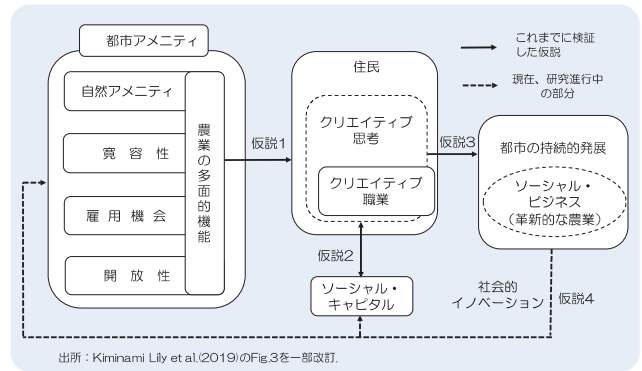 都市アメニティ
自然アメニティ
寛容性
雇用機会
開放性
農業の多面的機能
仮説1
住民
クリエイティブ
思考
クリエイティブ
職業
仮説2
ソーシャル・
キャピタル
仮説3
これまでに検証
した仮説
現在、研究進行中
の部分
都市の持続的発展
ソーシャル・
ビジネス
(革新的な農業)
社会的
イノベーション
仮説4
出所:Kiminami Lily et al.(2019)のFig.3を一部改訂.